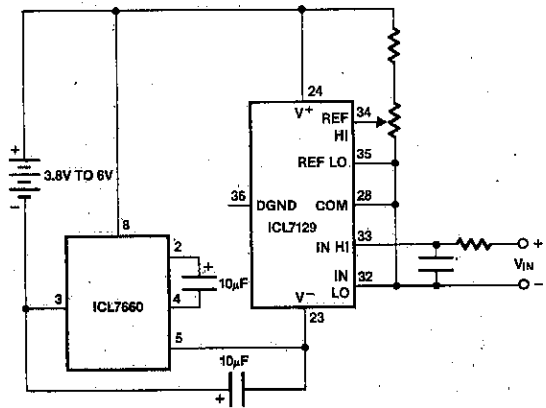 24
V+
REF
HI
34
REF LO
35
+
3.8V TO 6V
−
36
DGND
COM
28
ICL7129
IN HI
33
8
2
+
10µF
4
ICL7660
3
IN
LO
32
V−
23
5
10µF
+
+
VIN
−